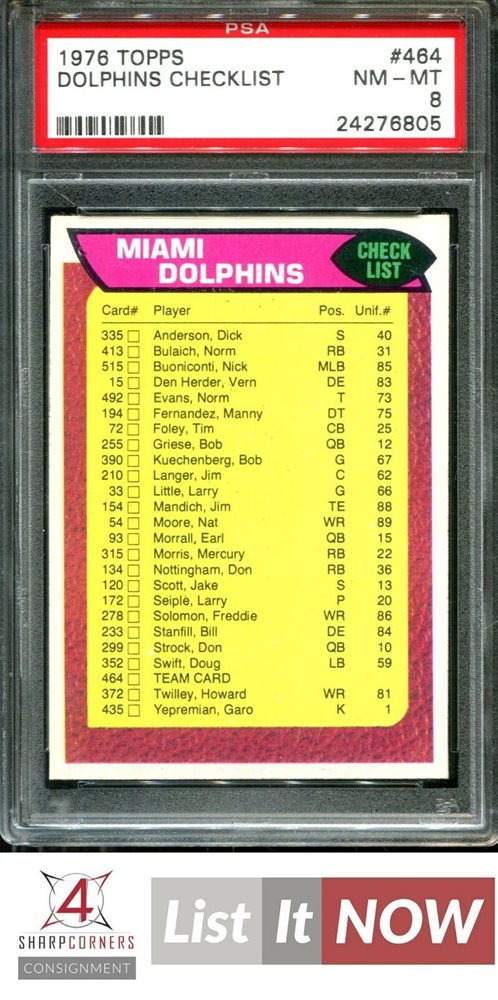 PSA
1976 TOPPS #464
DOLPHINS CHECKLIST NM - MT
8
24276805
MIAMI DOLPHINS
CHECK LIST
Card# Player Pos. Unif.#
335 Anderson, Dick S 40
413 Bulaich, Norm RB 31
515 Buoniconti, Nick MLB 85
15 Den Herder, Vern DE 83
492 Evans, Norm T 73
194 Fernandez, Manny DT 75
72 Foley, Tim CB 25
255 Griese, Bob QB 12
390 Kuechenberg, Bob G 67
210 Langer, Jim C 62
33 Little, Larry G 66
154 Mandich, Jim TE 88
54 Moore, Nat WR 89
93 Morrall, Earl QB 15
315 Morris, Mercury RB 22
134 Nottingham, Don RB 36
120 Scott, Jake S 13
172 Seiple, Larry P 20
278 Solomon, Freddie WR 86
233 Stanfill, Bill DE 84
299 Strock, Don QB 10
352 Swift, Doug LB 59
464 TEAM CARD
372 Twilley, Howard WR 81
435 Yepremian, Garo K 1
4
SHARPCORNERS
CONSIGNMENT
List It NOW